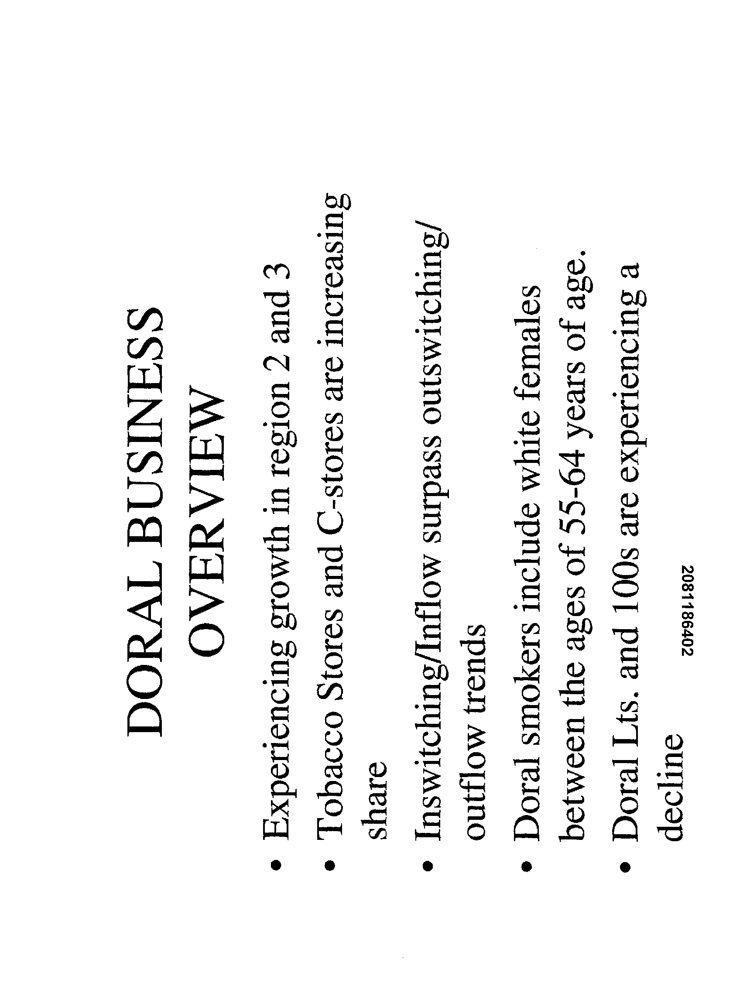 DORAL BUSINESS
OVERVIEW
• Experiencing growth in region 2 and 3
• Tobacco Stores and C-stores are increasing
share
• Inswitching/Inflow surpass outswitching/
outflow trends
• Doral smokers include white females
between the ages of 55-64 years of age.
• Doral Lts. and 100s are experiencing a
decline
2081186402